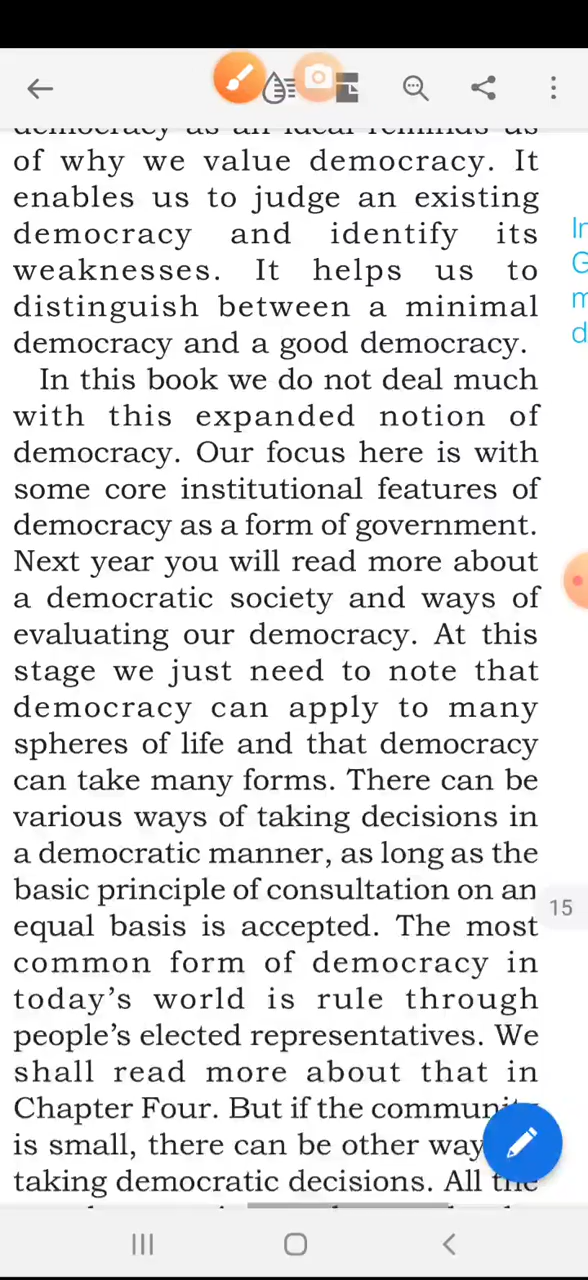 democracy as an ideal reminds us
of why we value democracy. It
enables us to judge an existing
democracy and identify its
weaknesses. It helps us to
distinguish between a minimal
democracy and a good democracy.
In this book we do not deal much
with this expanded notion of
democracy. Our focus here is with
some core institutional features of
democracy as a form of government.
Next year you will read more about
a democratic society and ways of
evaluating our democracy. At this
stage we just need to note that
democracy can apply to many
spheres of life and that democracy
can take many forms. There can be
various ways of taking decisions in
a democratic manner, as long as the
basic principle of consultation on an
equal basis is accepted. The most
common form of democracy in
today's world is rule through
people's elected representatives. We
shall read more about that in
Chapter Four. But if the community
is small, there can be other way
taking democratic decisions. All the
15